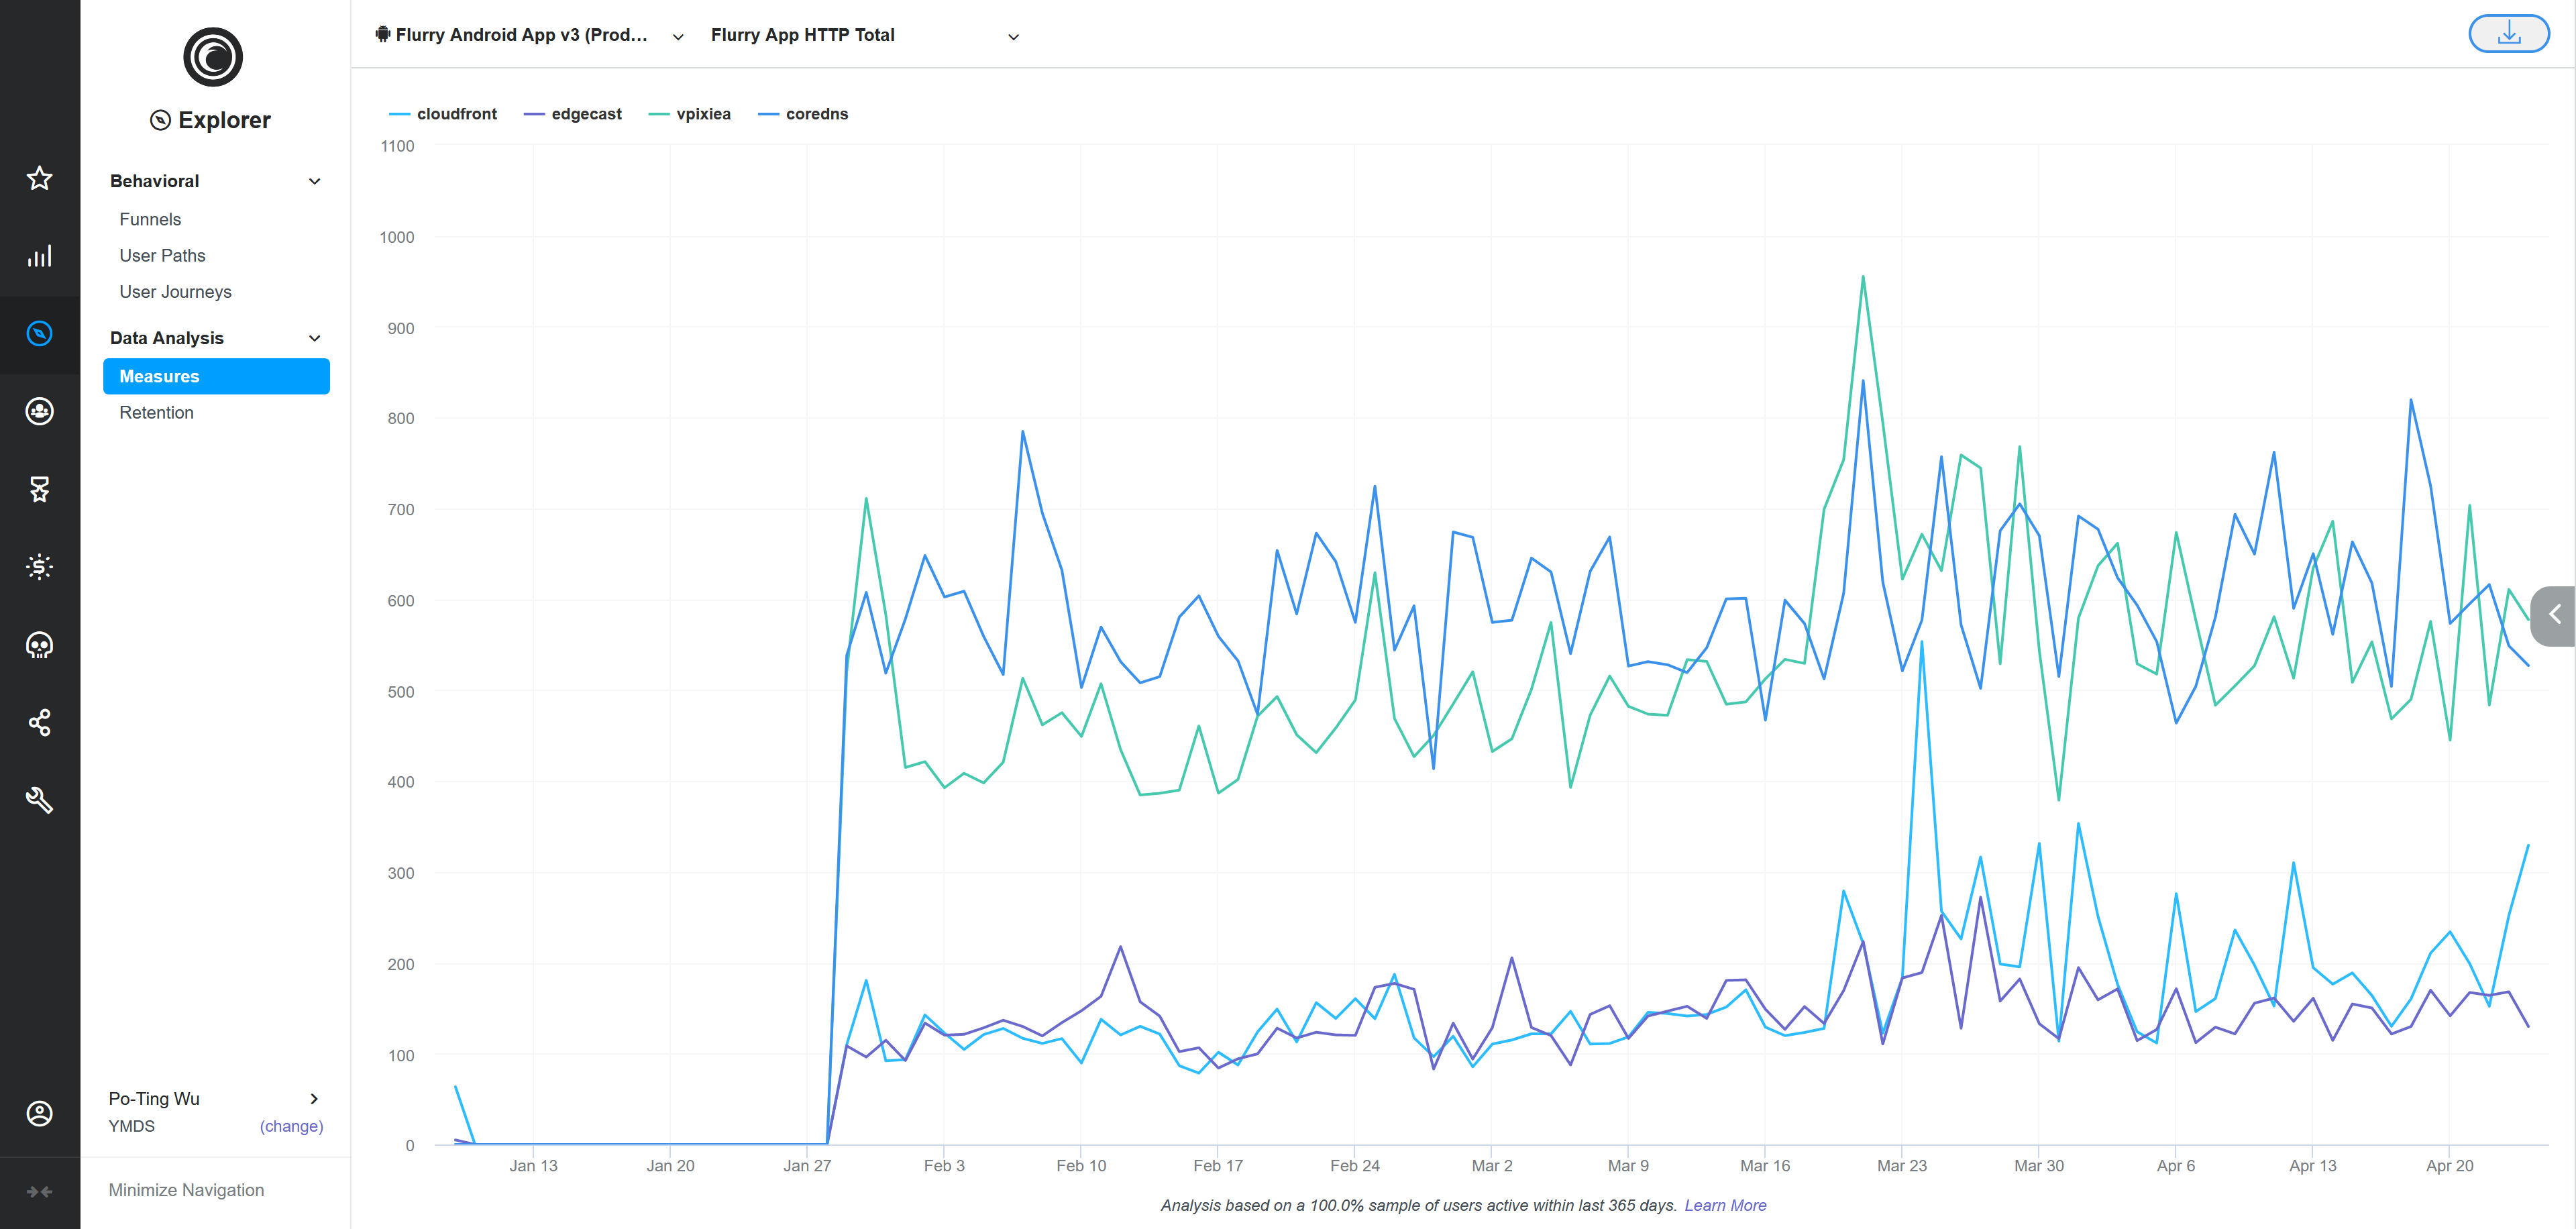 Flurry Android App v3 (Prod...
Flurry App HTTP Total
Explorer
Behavioral
Funnels
User Paths
User Journeys
Data Analysis
Measures
Retention
Po-Ting Wu
YMDS
(change)
Minimize Navigation
cloudfront
edgecast
vpixiea
coredns
1100
1000
900
800
700
600
500
400
300
200
100
0
Jan 13
Jan 20
Jan 27
Feb 3
Feb 10
Feb 17
Feb 24
Mar 2
Mar 9
Mar 16
Mar 23
Mar 30
Apr 6
Apr 13
Apr 20
Analysis based on a 100.0% sample of users active within last 365 days. Learn More